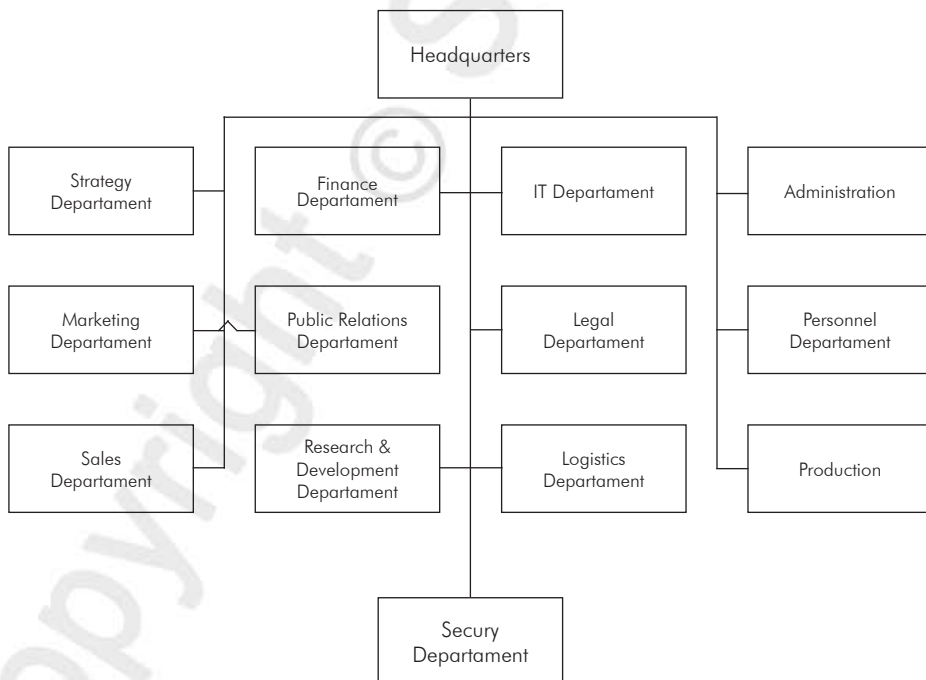 Headquarters
Strategy
Departament
Finance
Departament
IT Departament
Administration
Marketing
Departament
Public Relations
Departament
Legal
Departament
Personnel
Departament
Sales
Departament
Research &
Development
Departament
Logistics
Departament
Production
Secury
Departament
opyright © S